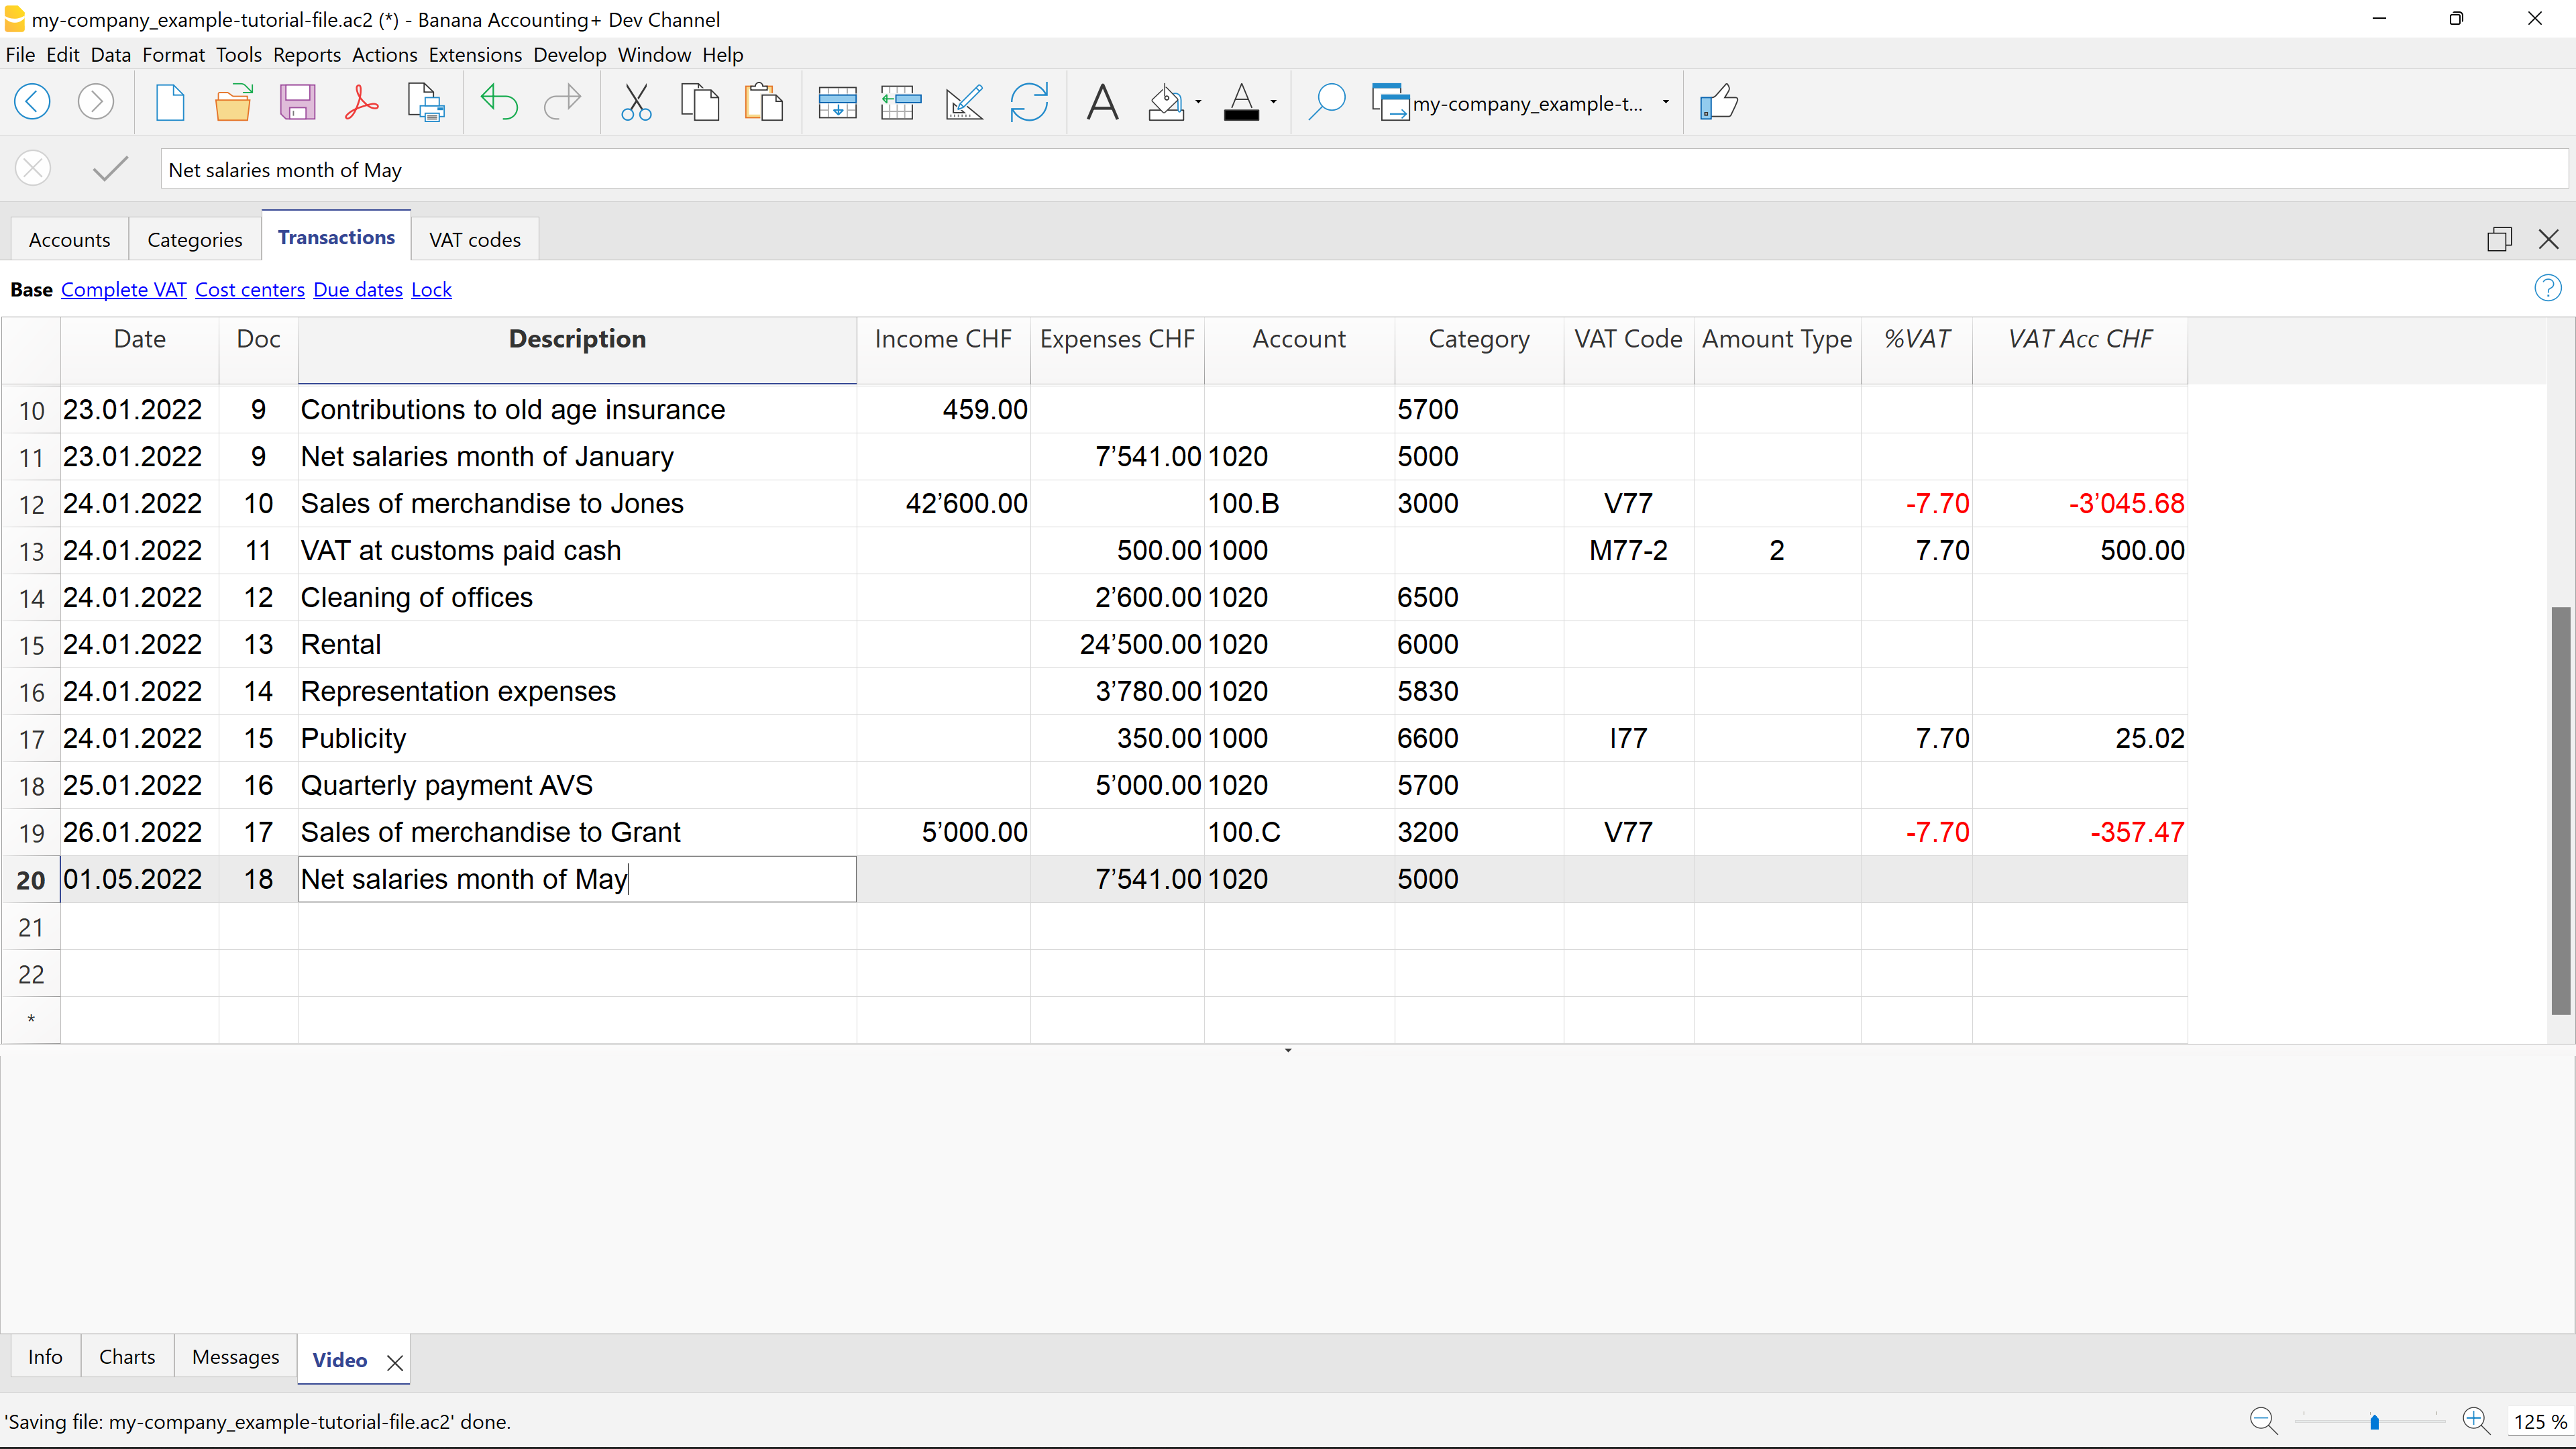 my-company_example-tutorial-file.ac2 (*) - Banana Accounting+ Dev Channel
File Edit Data Format Tools Reports Actions Extensions Develop Window Help
my-company_example-t...
Net salaries month of May
Accounts Categories Transactions VAT codes
Base Complete VAT Cost centers Due dates Lock ?
Date Doc Description Income CHF Expenses CHF Account Category VAT Code Amount Type %VAT VAT Acc CHF
10 23.01.2022 9 Contributions to old age insurance 459.00 5700
11 23.01.2022 9 Net salaries month of January 7’541.00 1020 5000
12 24.01.2022 10 Sales of merchandise to Jones 42’600.00 100.B 3000 V77 -7.70 -3’045.68
13 24.01.2022 11 VAT at customs paid cash 500.00 1000 M77-2 2 7.70 500.00
14 24.01.2022 12 Cleaning of offices 2’600.00 1020 6500
15 24.01.2022 13 Rental 24’500.00 1020 6000
16 24.01.2022 14 Representation expenses 3’780.00 1020 5830
17 24.01.2022 15 Publicity 350.00 1000 6600 I77 7.70 25.02
18 25.01.2022 16 Quarterly payment AVS 5’000.00 1020 5700
19 26.01.2022 17 Sales of merchandise to Grant 5’000.00 100.C 3200 V77 -7.70 -357.47
20 01.05.2022 18 Net salaries month of May 7’541.00 1020 5000
21
22
*
Info Charts Messages Video
'Saving file: my-company_example-tutorial-file.ac2' done.
125 %